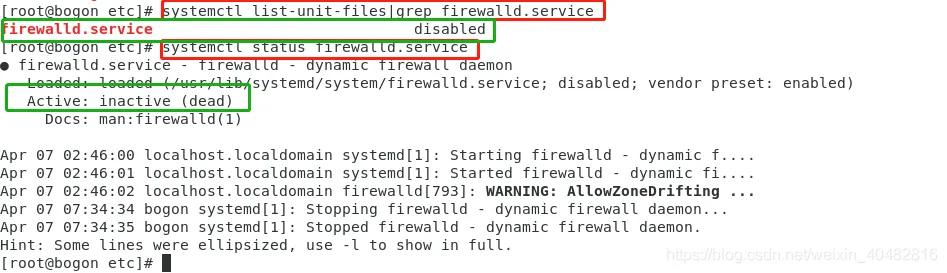 [root@bogon etc]# systemctl list-unit-files|grep firewalld.service
firewalld.service                             disabled
[root@bogon etc]# systemctl status firewalld.service
● firewalld.service - firewalld - dynamic firewall daemon
   Loaded: loaded (/usr/lib/systemd/system/firewalld.service; disabled; vendor preset: enabled)
   Active: inactive (dead)
     Docs: man:firewalld(1)
Apr 07 02:46:00 localhost.localdomain systemd[1]: Starting firewalld - dynamic f....
Apr 07 02:46:01 localhost.localdomain systemd[1]: Started firewalld - dynamic fi....
Apr 07 02:46:02 localhost.localdomain firewalld[793]: WARNING: AllowZoneDrifting ...
Apr 07 07:34:34 bogon systemd[1]: Stopping firewalld - dynamic firewall daemon...
Apr 07 07:34:35 bogon systemd[1]: Stopped firewalld - dynamic firewall daemon.
Hint: Some lines were ellipsized, use -l to show in full.
[root@bogon etc]#
https://blog.csdn.net/weixin_40482816